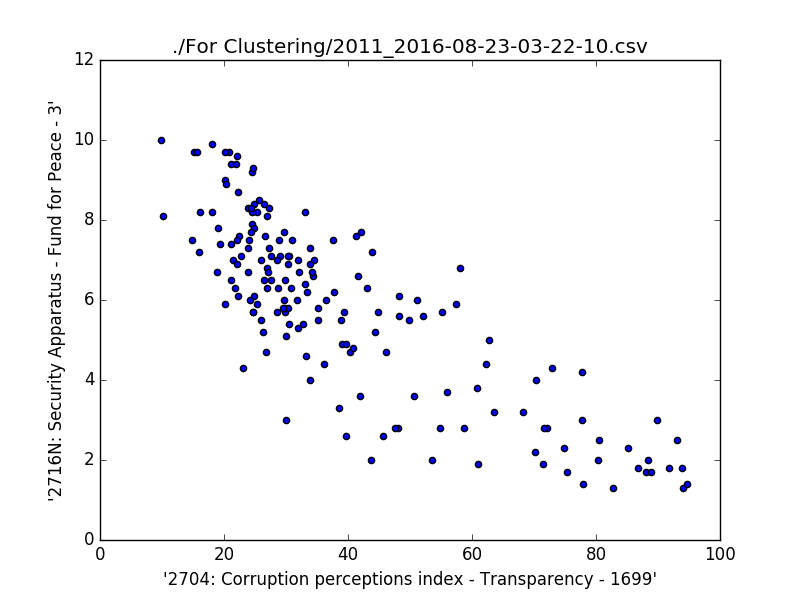 ./For Clustering/2011_2016-08-23-03-22-10.csv
12
10
8
6
4
2
0
'2716N: Security Apparatus - Fund for Peace - 3'
0 20 40 60 80 100
'2704: Corruption perceptions index - Transparency - 1699'